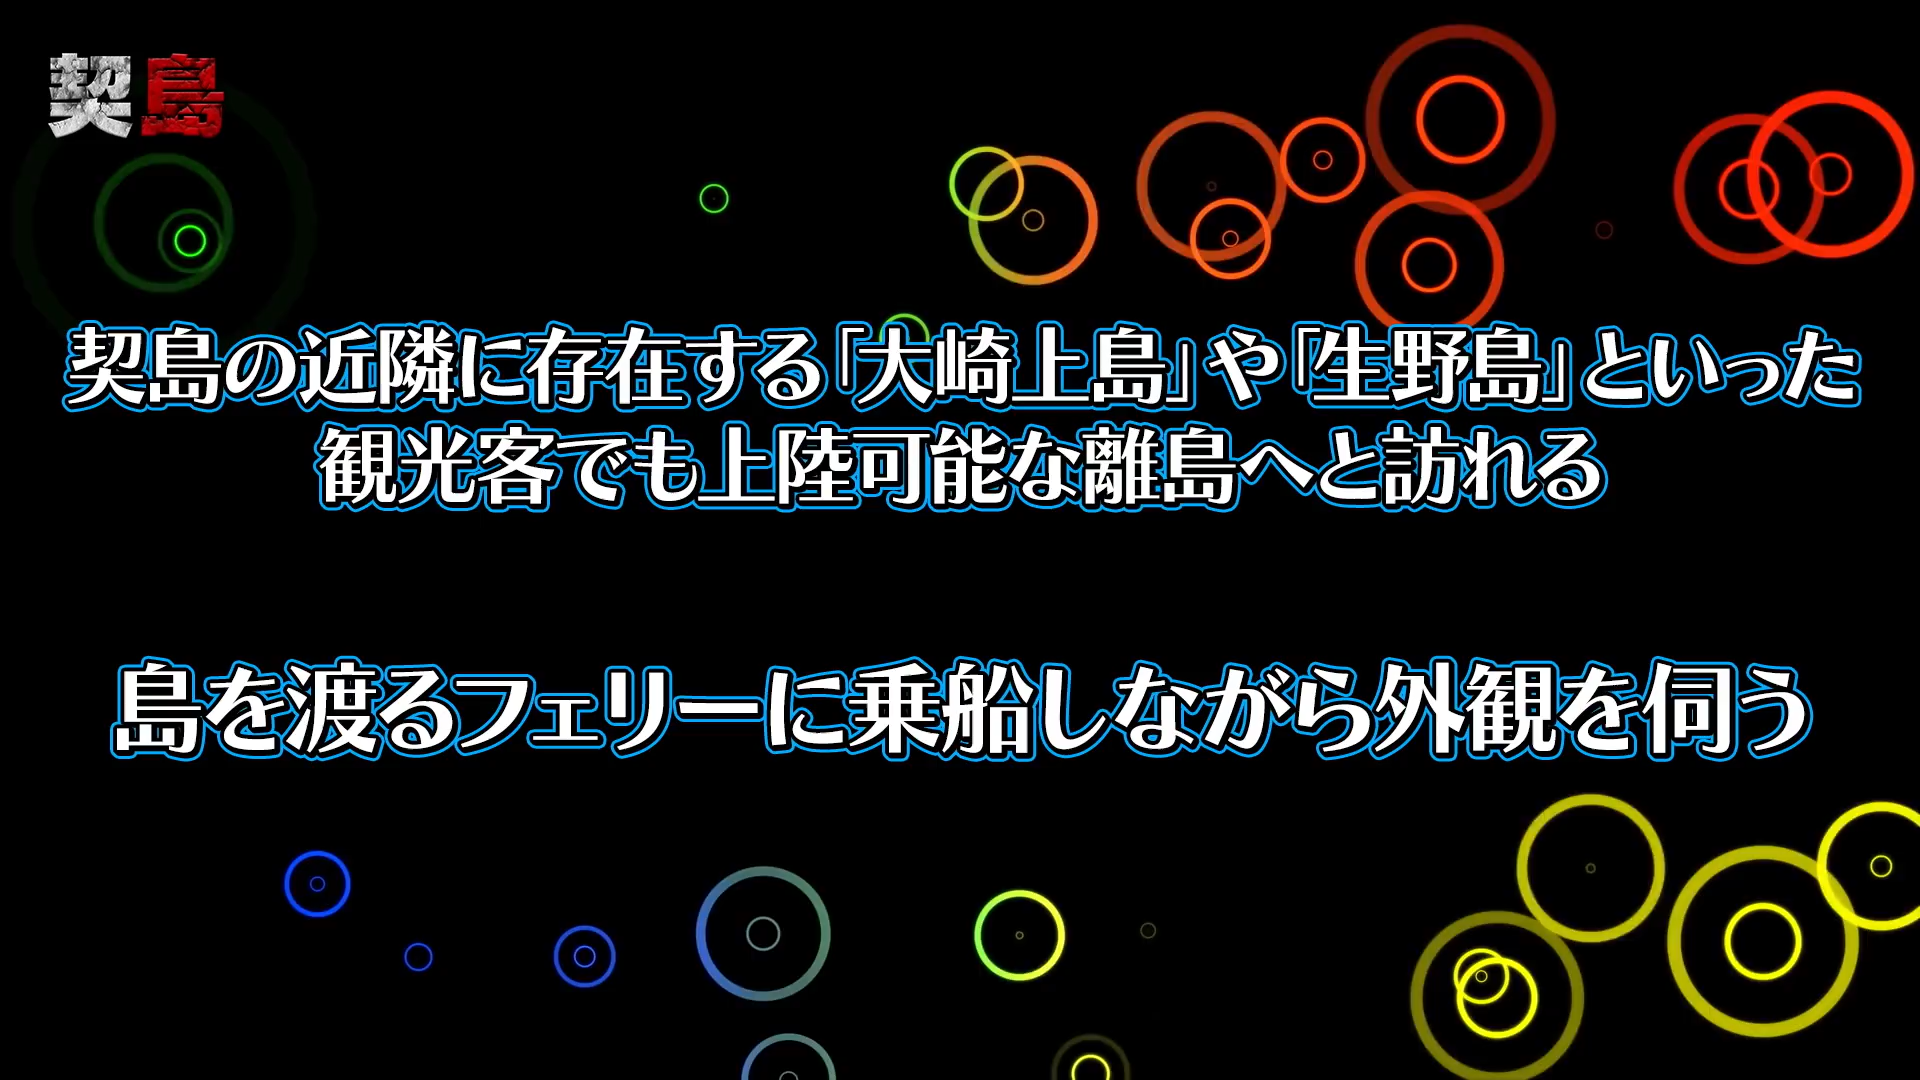 契島
契島の近隣に存在する「大崎上島」や「生野島」といった
観光客でも上陸可能な離島へと訪れる
島を渡るフェリーに乗船しながら外観を伺う